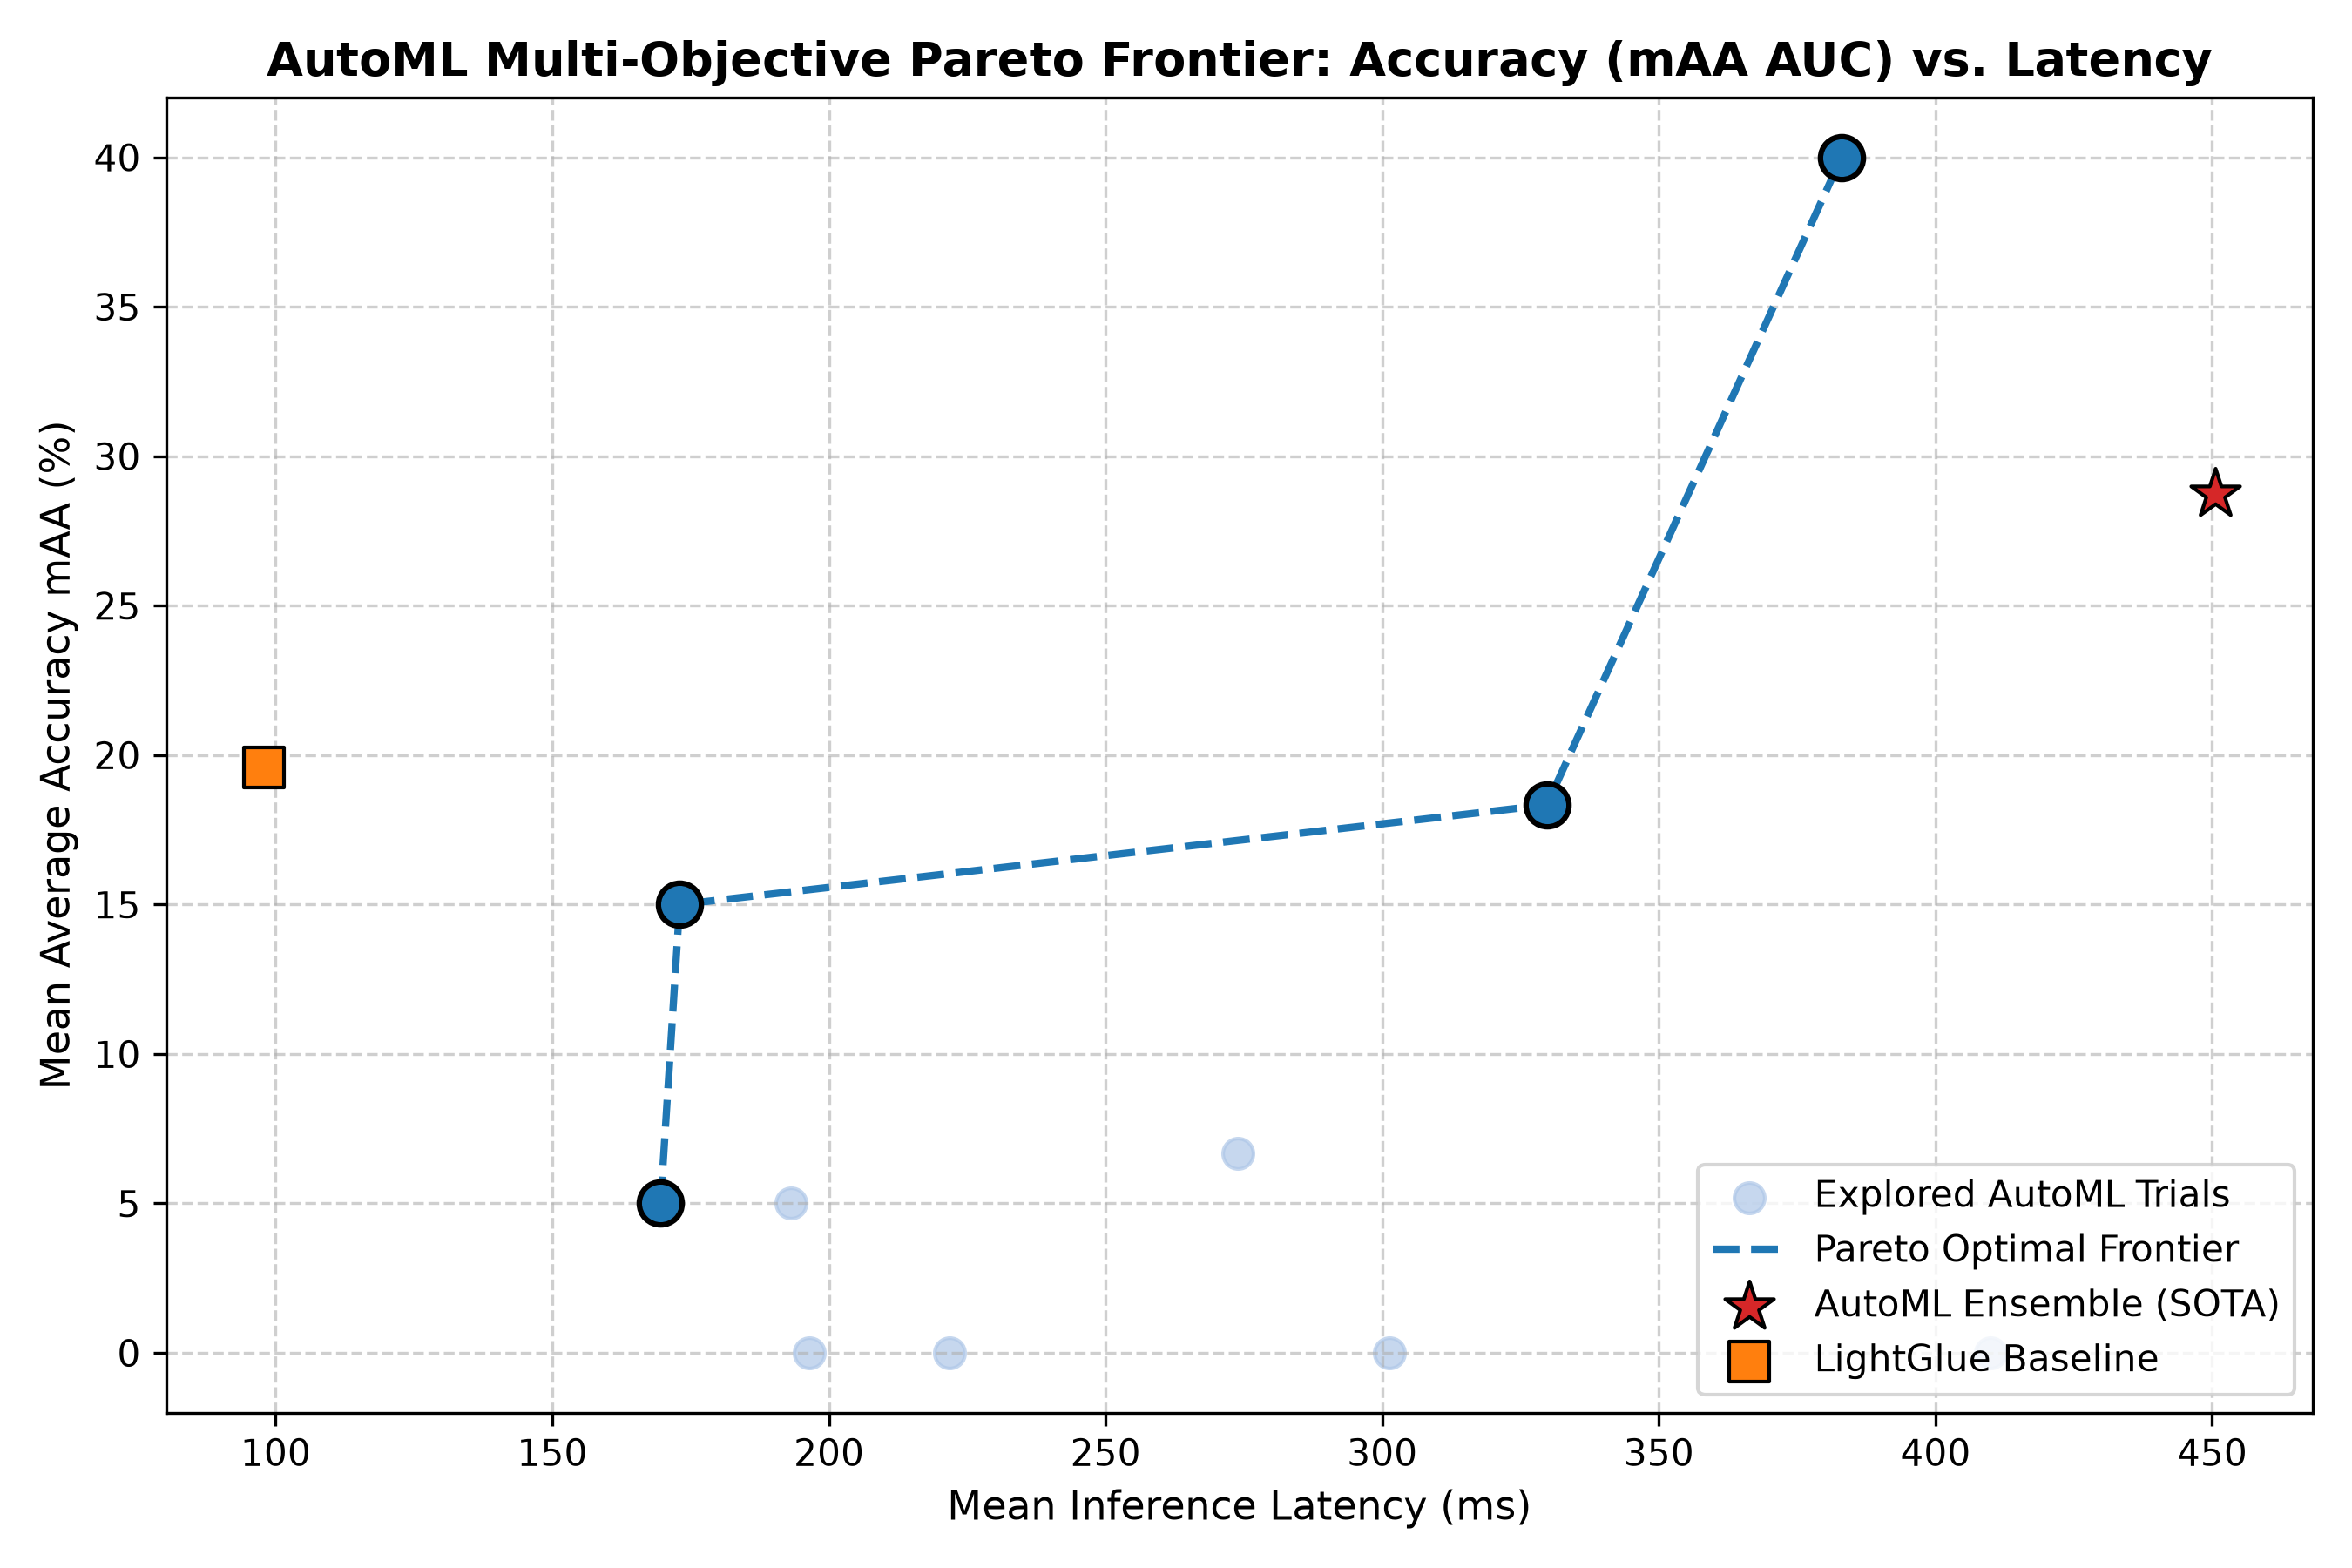 AutoML Multi-Objective Pareto Frontier: Accuracy (mAA AUC) vs. Latency
Mean Average Accuracy mAA (%)
40
35
30
25
20
15
10
5
0
Explored AutoML Trials
Pareto Optimal Frontier
AutoML Ensemble (SOTA)
LightGlue Baseline
100 150 200 250 300 350 400 450
Mean Inference Latency (ms)